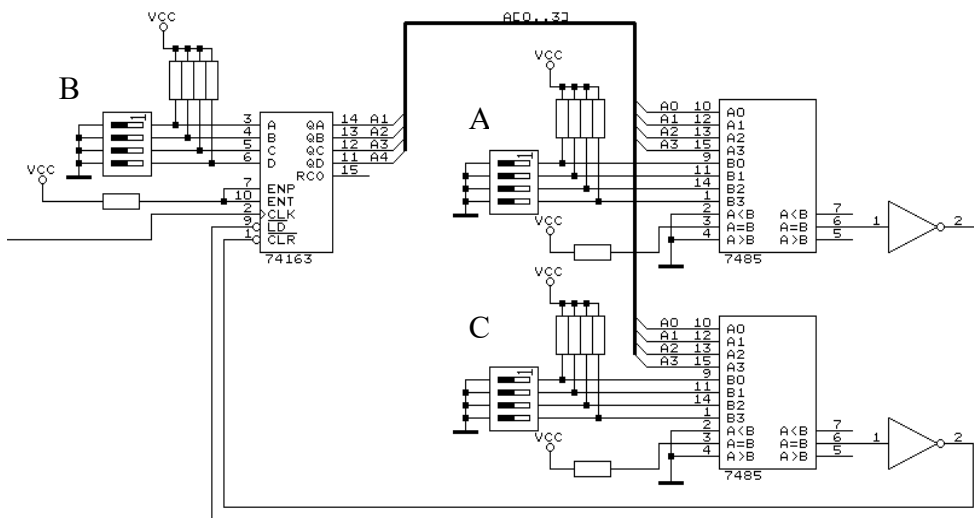 A[0..3]
VCC
B
1
3 A QA 14 A1
4 B QB 13 A2
5 C QC 12 A3
6 D QD 11 A4
RCO 15
VCC
7 ENP
10 ENT
2 CLK
9 LD
1 CLR
74163
VCC
A
1
A0 10 A0
A1 12 A1
A2 13 A2
A3 15 A3
9 B0
11 B1
14 B2
1 B3
VCC
2 A<B A<B 7
3 A=B A=B 6
4 A>B A>B 5
7485
1 2
VCC
C
1
A0 10 A0
A1 12 A1
A2 13 A2
A3 15 A3
9 B0
11 B1
14 B2
1 B3
VCC
2 A<B A<B 7
3 A=B A=B 6
4 A>B A>B 5
7485
1 2